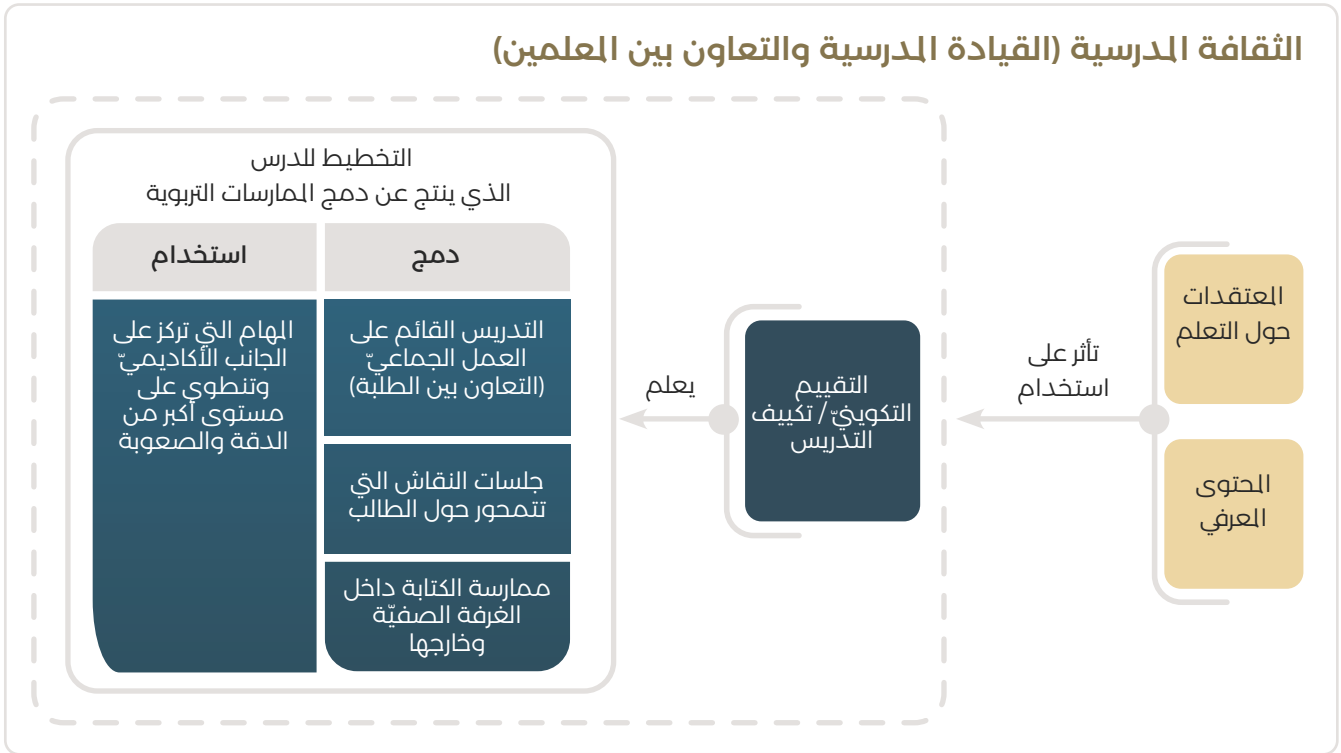 الثقافة المدرسية (القيادة المدرسية والتعاون بين المعلمين)
المعتقدات
حول التعلم
المحتوى
المعرفي
تأثر على
استخدام
التقييم
التكوينيّ / تكييف
التدريس
يعلم
التخطيط للدرس
الذي ينتج عن دمج الممارسات التربوية
دمج
التدريس القائم على
العمل الجماعيّ
(التعاون بين الطلبة)
جلسات النقاش التي
تتمحور حول الطالب
ممارسة الكتابة داخل
الغرفة الصفيّة
وخارجها
استخدام
المهام التي تركز على
الجانب الأكاديميّ
وتنطوي على
مستوى أكبر من
الدقة والصعوبة